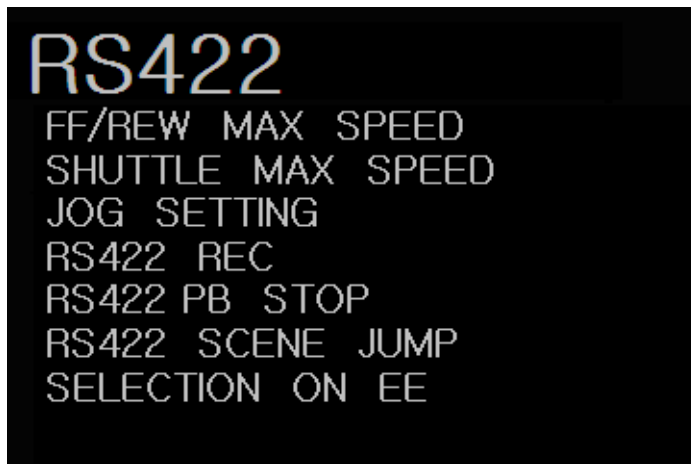 RS422
FF/REW MAX SPEED
SHUTTLE MAX SPEED
JOG SETTING
RS422 REC
RS422 PB STOP
RS422 SCENE JUMP
SELECTION ON EE